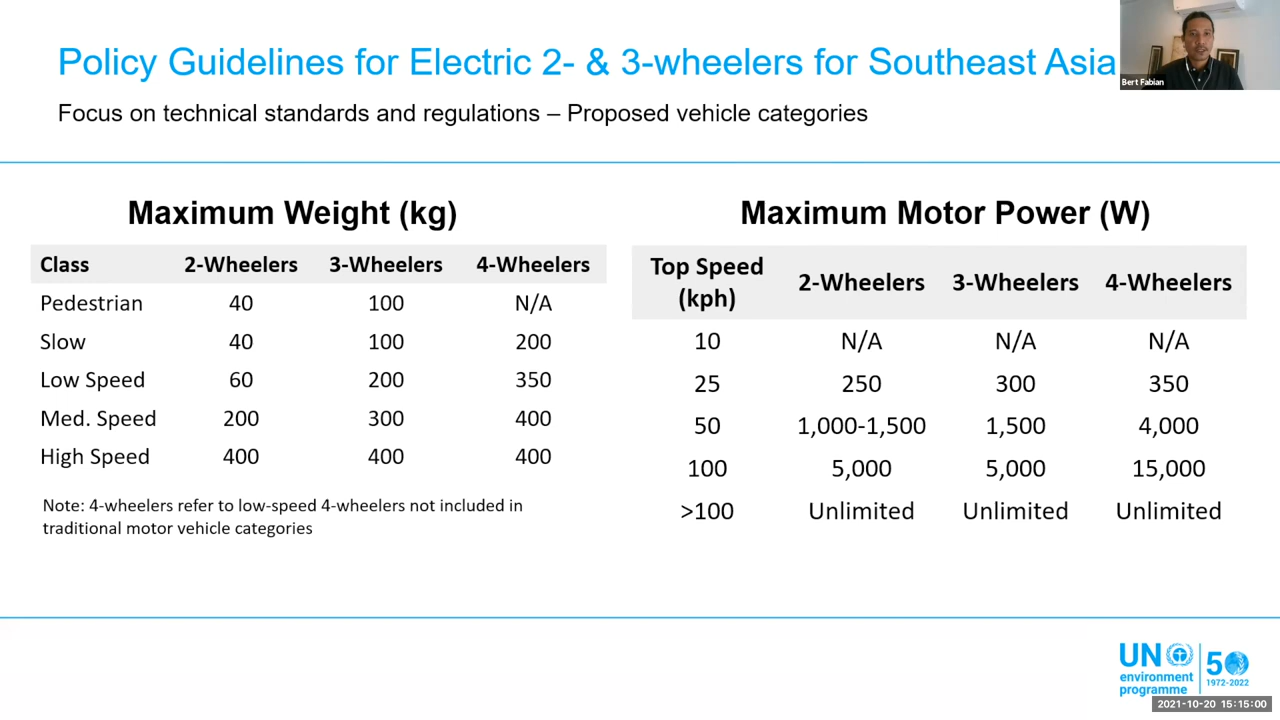 Policy Guidelines for Electric 2- & 3-wheelers for Southeast Asia
Focus on technical standards and regulations – Proposed vehicle categories
Bert Fabian
Maximum Weight (kg)
Class 2-Wheelers 3-Wheelers 4-Wheelers
Pedestrian 40 100 N/A
Slow 40 100 200
Low Speed 60 200 350
Med. Speed 200 300 400
High Speed 400 400 400
Note: 4-wheelers refer to low-speed 4-wheelers not included in
traditional motor vehicle categories
Maximum Motor Power (W)
Top Speed
(kph) 2-Wheelers 3-Wheelers 4-Wheelers
10 N/A N/A N/A
25 250 300 350
50 1,000-1,500 1,500 4,000
100 5,000 5,000 15,000
>100 Unlimited Unlimited Unlimited
UN
environment
programme
50
1972-2022
2021-10-20 15:15:00